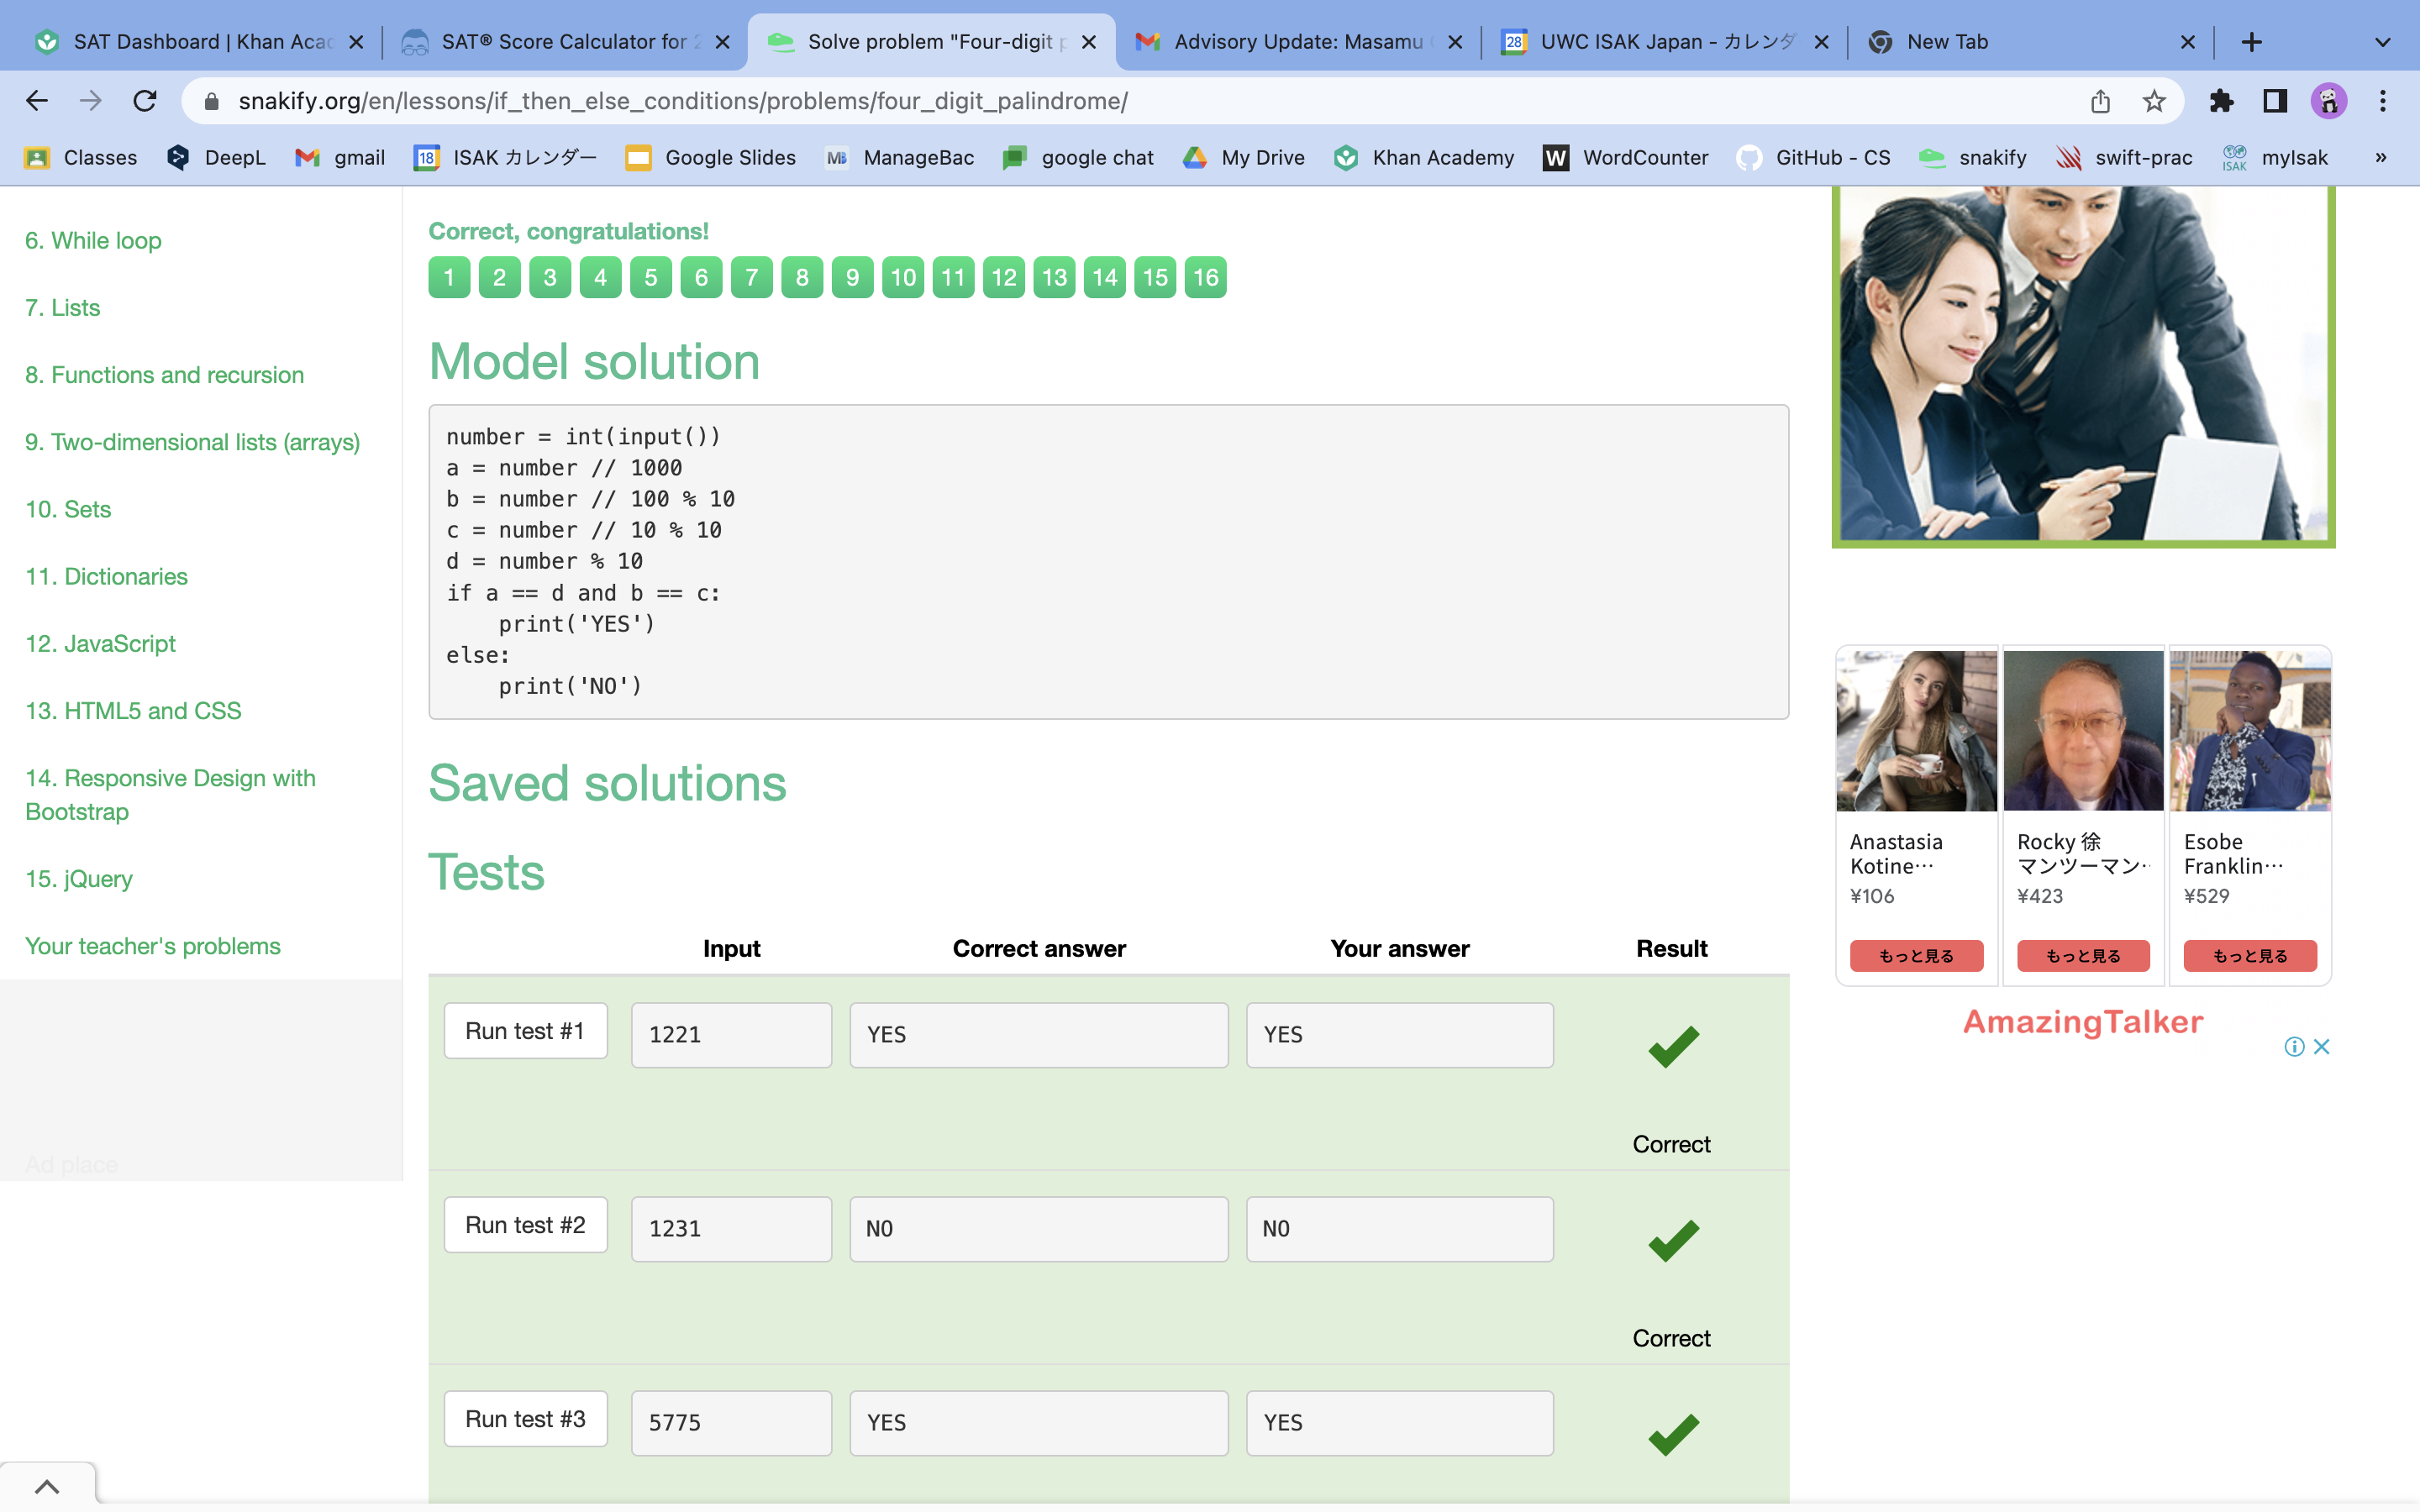 SAT Dashboard | Khan Acad
SAT® Score Calculator for 2
Solve problem "Four-digit p
Advisory Update: Masamu
28
UWC ISAK Japan - カレンダ
New Tab
snakify.org/en/lessons/if_then_else_conditions/problems/four_digit_palindrome/
Classes
DeepL
gmail
18
ISAK カレンダー
Google Slides
MB
ManageBac
google chat
My Drive
Khan Academy
W
WordCounter
GitHub - CS
snakify
swift-prac
ISAK
myIsak
»
6. While loop
7. Lists
8. Functions and recursion
9. Two-dimensional lists (arrays)
10. Sets
11. Dictionaries
12. JavaScript
13. HTML5 and CSS
14. Responsive Design with
Bootstrap
15. jQuery
Your teacher's problems
Ad place
Correct, congratulations!
1 2 3 4 5 6 7 8 9 10 11 12 13 14 15 16
Model solution
number = int(input())
a = number // 1000
b = number // 100 % 10
c = number // 10 % 10
d = number % 10
if a == d and b == c:
    print('YES')
else:
    print('NO')
Saved solutions
Tests
Input Correct answer Your answer Result
Run test #1 1221 YES YES
Correct
Run test #2 1231 NO NO
Correct
Run test #3 5775 YES YES
Anastasia
Kotine…
¥106
もっと見る
Rocky 徐
マンツーマン…
¥423
もっと見る
Esobe
Franklin…
¥529
もっと見る
AmazingTalker